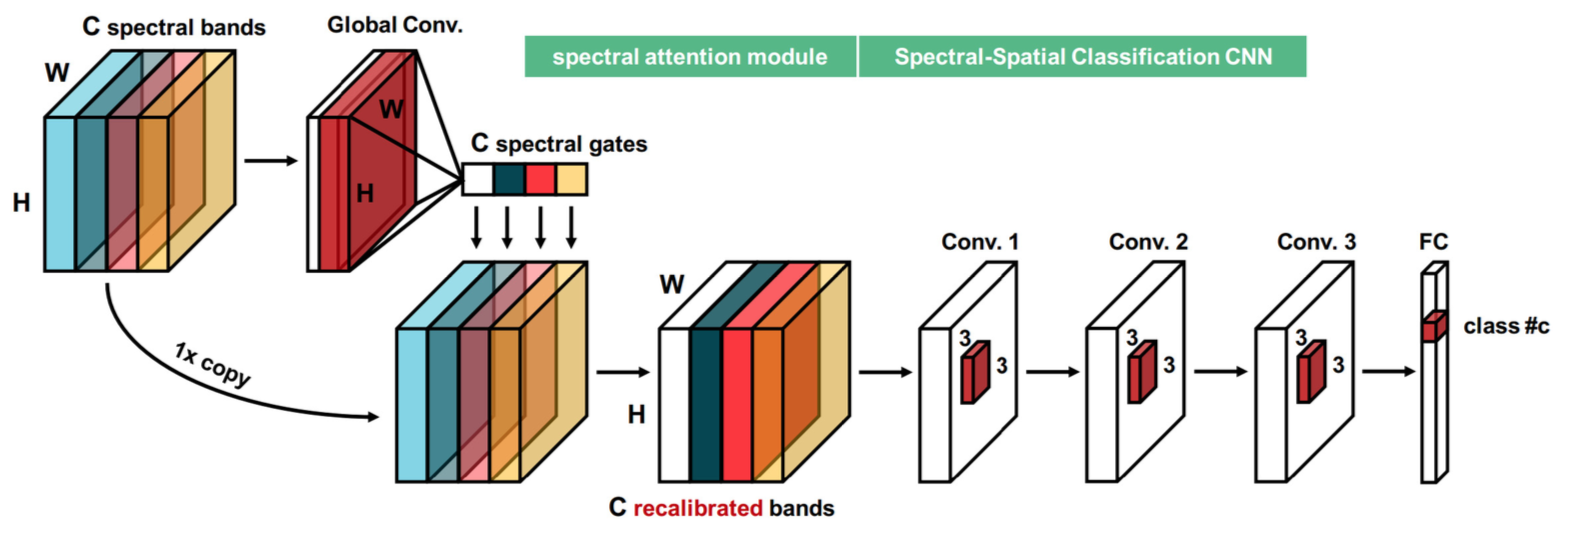 C spectral bands
Global Conv.
spectral attention module
Spectral-Spatial Classification CNN
W
H
W
H
C spectral gates
1x copy
W
H
C recalibrated bands
Conv. 1
3
3
Conv. 2
3
3
Conv. 3
3
3
FC
class #c